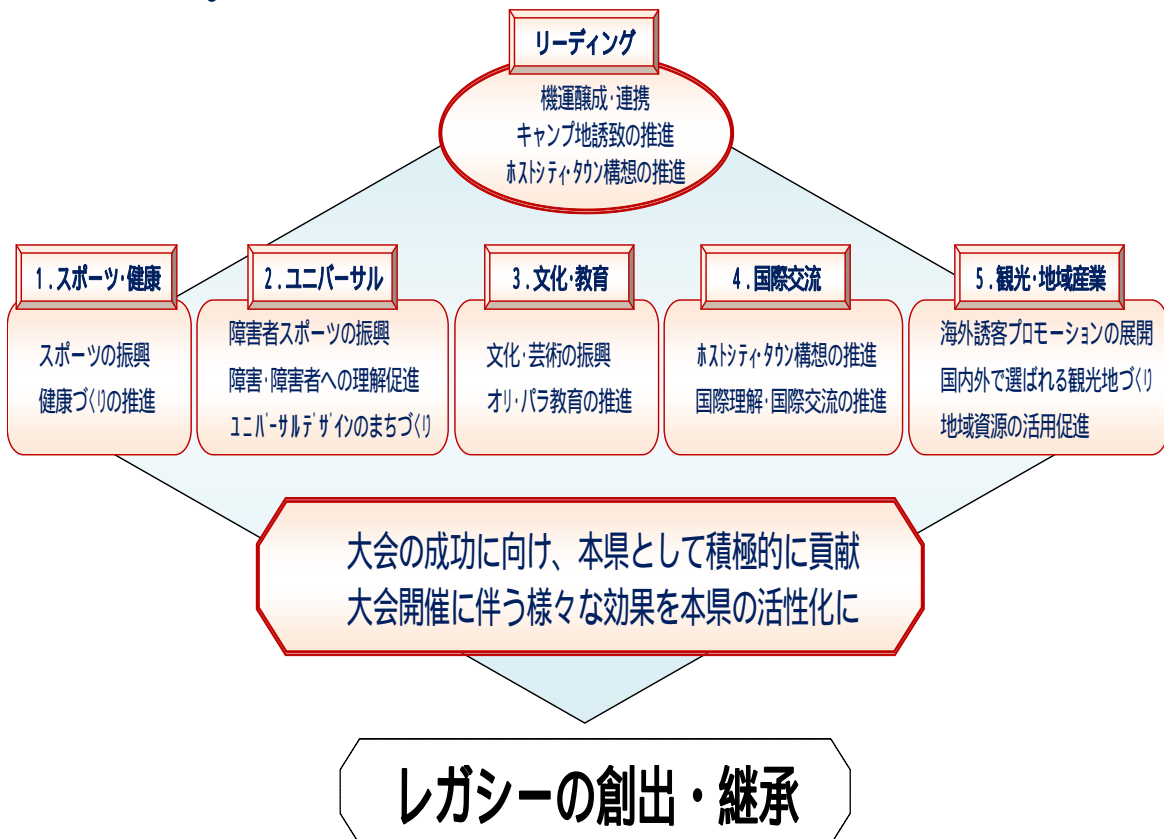 リーディング
機運醸成・連携
キャンプ地誘致の推進
ホストシティ・タウン構想の推進
1.スポーツ・健康
スポーツの振興
健康づくりの推進
2.ユニバーサル
障害者スポーツの振興
障害・障害者への理解促進
ユニバーサルデザインのまちづくり
3.文化・教育
文化・芸術の振興
オリ・パラ教育の推進
4.国際交流
ホストシティ・タウン構想の推進
国際理解・国際交流の推進
5.観光・地域産業
海外誘客プロモーションの展開
国内外で選ばれる観光地づくり
地域資源の活用促進
大会の成功に向け、本県として積極的に貢献
大会開催に伴う様々な効果を本県の活性化に
レガシーの創出・継承